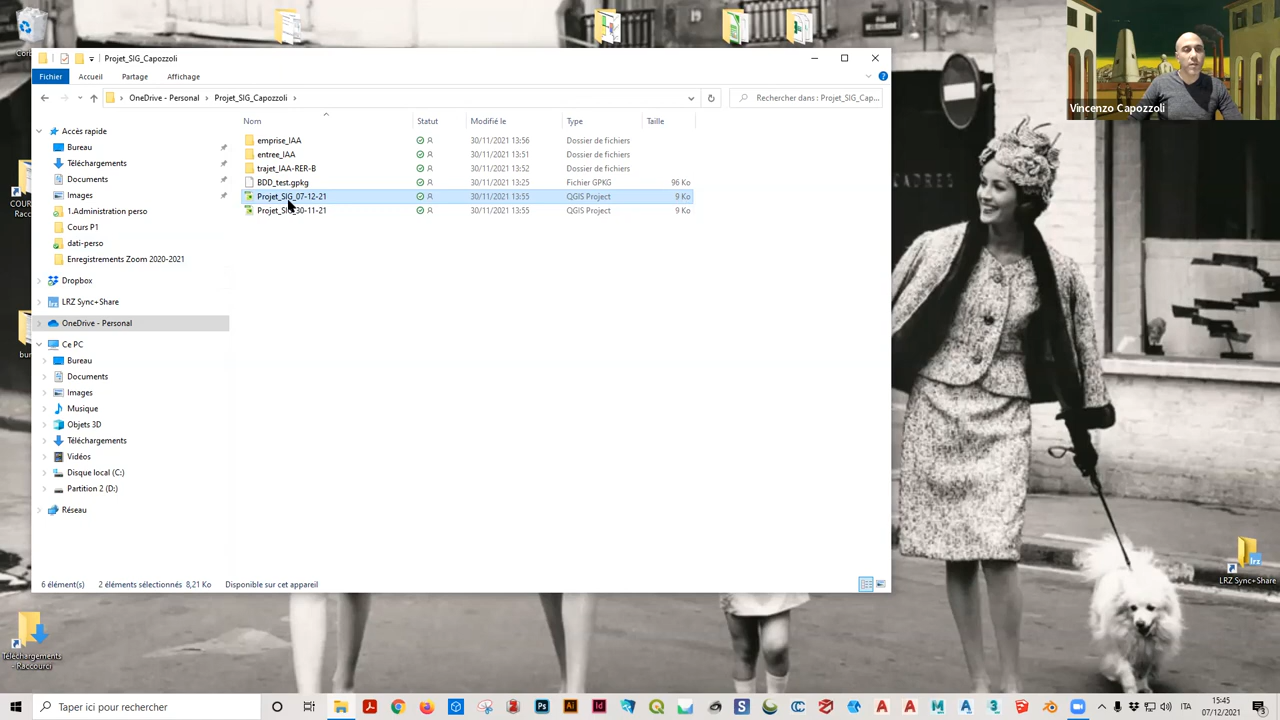 Projet_SIG_Capozzoli
Fichier Accueil Partage Affichage
OneDrive - Personal Projet_SIG_Capozzoli
Rechercher dans : Projet_SIG_Cap...
Nom Statut Modifié le Type Taille
emprise_IAA 30/11/2021 13:56 Dossier de fichiers
entree_IAA 30/11/2021 13:51 Dossier de fichiers
trajet_IAA-RER-B 30/11/2021 13:52 Dossier de fichiers
BDD_test.gpkg 30/11/2021 13:25 Fichier GPKG 96 Ko
Projet_SIG_07-12-21 30/11/2021 13:55 QGIS Project 9 Ko
30-11-21 30/11/2021 13:55 QGIS Project 9 Ko
Accès rapide
Bureau
Téléchargements
Documents
Images
1.Administration perso
Cours P1
dati-perso
Enregistrements Zoom 2020-2021
Dropbox
LRZ Sync+Share
OneDrive - Personal
Ce PC
Bureau
Documents
Images
Musique
Objets 3D
Téléchargements
Vidéos
Disque local (C:)
Partition 2 (D:)
Réseau
6 élément(s) 2 éléments sélectionnés 8,21 Ko Disponible sur cet appareil
Vincenzo Capozzoli
LRZ Sync+Share
Téléchargements
- Raccourci
Taper ici pour rechercher
ITA
15:45
07/12/2021